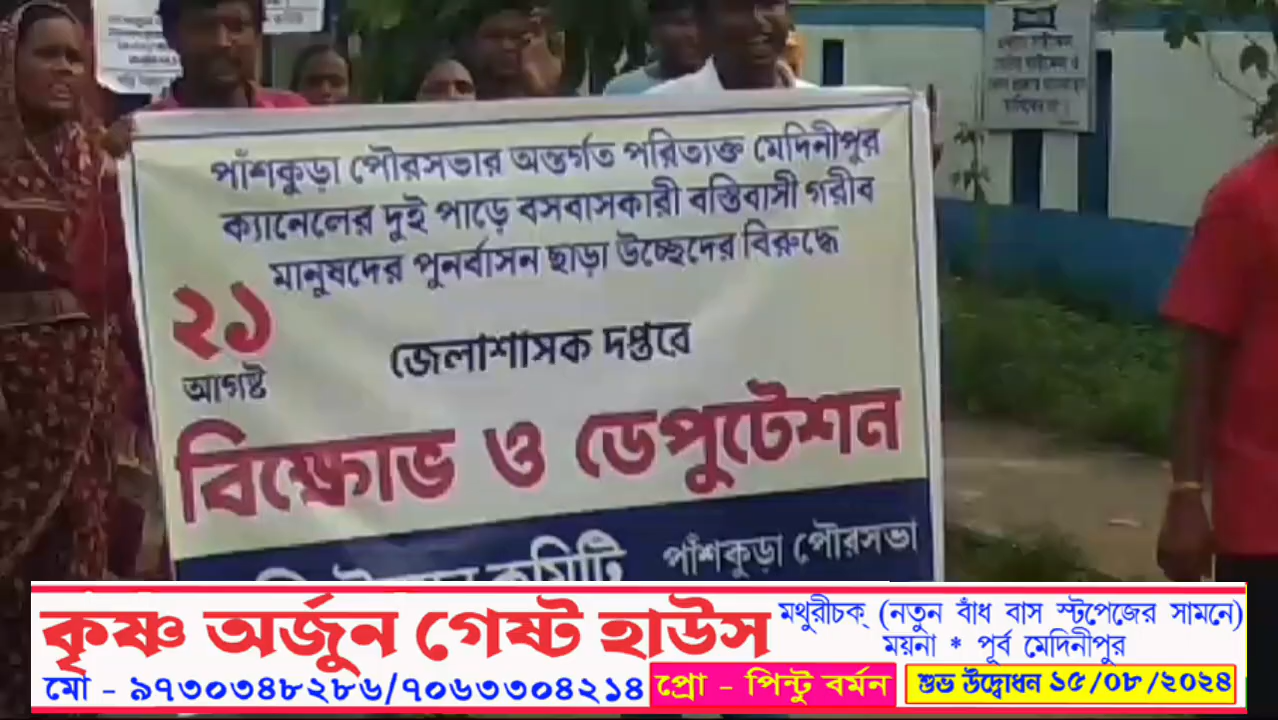 পাঁশকুড়া পৌরসভার অন্তর্গত পরিত্যক্ত মেদিনীপুর
ক্যানেলের দুই পাড়ে বসবাসকারী বস্তিবাসী গরীব
মানুষদের পুনর্বাসন ছাড়া উচ্ছেদের বিরুদ্ধে
২১
আগষ্ট
জেলাশাসক দপ্তরে
বিক্ষোভ ও ডেপুটেশন
কমিটি পাঁশকুড়া পৌরসভা
কৃষ্ণ অর্জুন গেষ্ট হাউস
মথুরীচক্ (নতুন বাঁধ বাস স্টপেজের সামনে)
ময়না * পূর্ব মেদিনীপুর
মো - ৯৭৩০৩৪৮২৮৬/৭০৬৩৩০৪২১৪
প্রো - পিন্টু বর্মন
শুভ উদ্বোধন ১৫/০৮/২০২৪